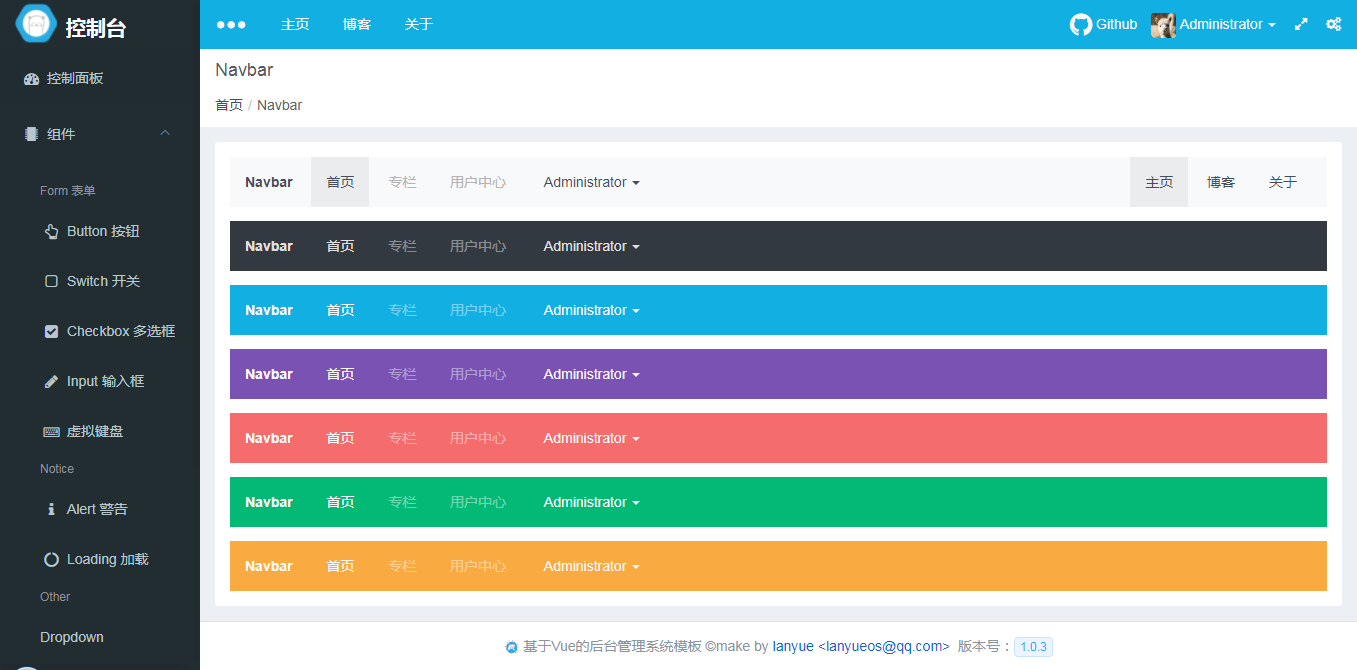 控制台
主页 博客 关于 Github Administrator
控制面板
组件
Form 表单
Button 按钮
Switch 开关
Checkbox 多选框
Input 输入框
虚拟键盘
Notice
Alert 警告
Loading 加载
Other
Dropdown
Navbar
首页 / Navbar
Navbar 首页 专栏 用户中心 Administrator 主页 博客 关于
Navbar 首页 专栏 用户中心 Administrator
Navbar 首页 专栏 用户中心 Administrator
Navbar 首页 专栏 用户中心 Administrator
Navbar 首页 专栏 用户中心 Administrator
Navbar 首页 专栏 用户中心 Administrator
Navbar 首页 专栏 用户中心 Administrator
基于Vue的后台管理系统模板 ©make by lanyue <lanyueos@qq.com> 版本号：1.0.3